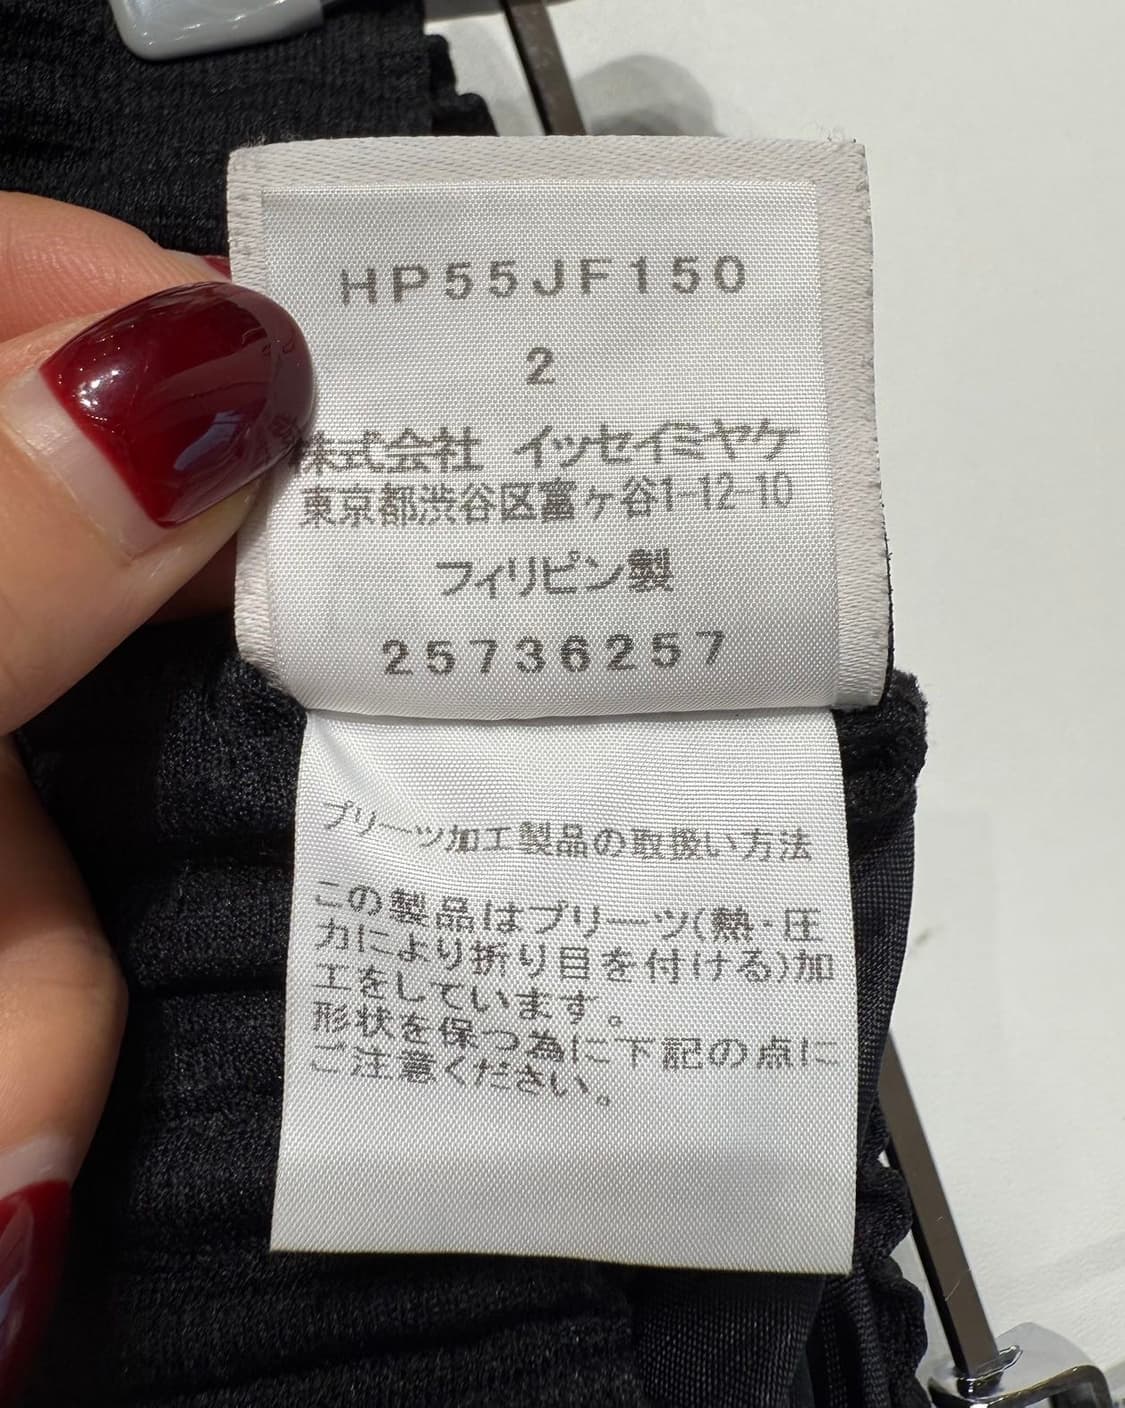 HP55JF150
2
株式会社 イッセイミヤケ
東京都渋谷区富ヶ谷1-12-10
フィリピン製
25736257
プリーツ加工製品の取扱い方法
この製品はプリーツ(熱・圧
力により折り目を付ける)加
工をしています。
形状を保つ為に下記の点に
ご注意ください。